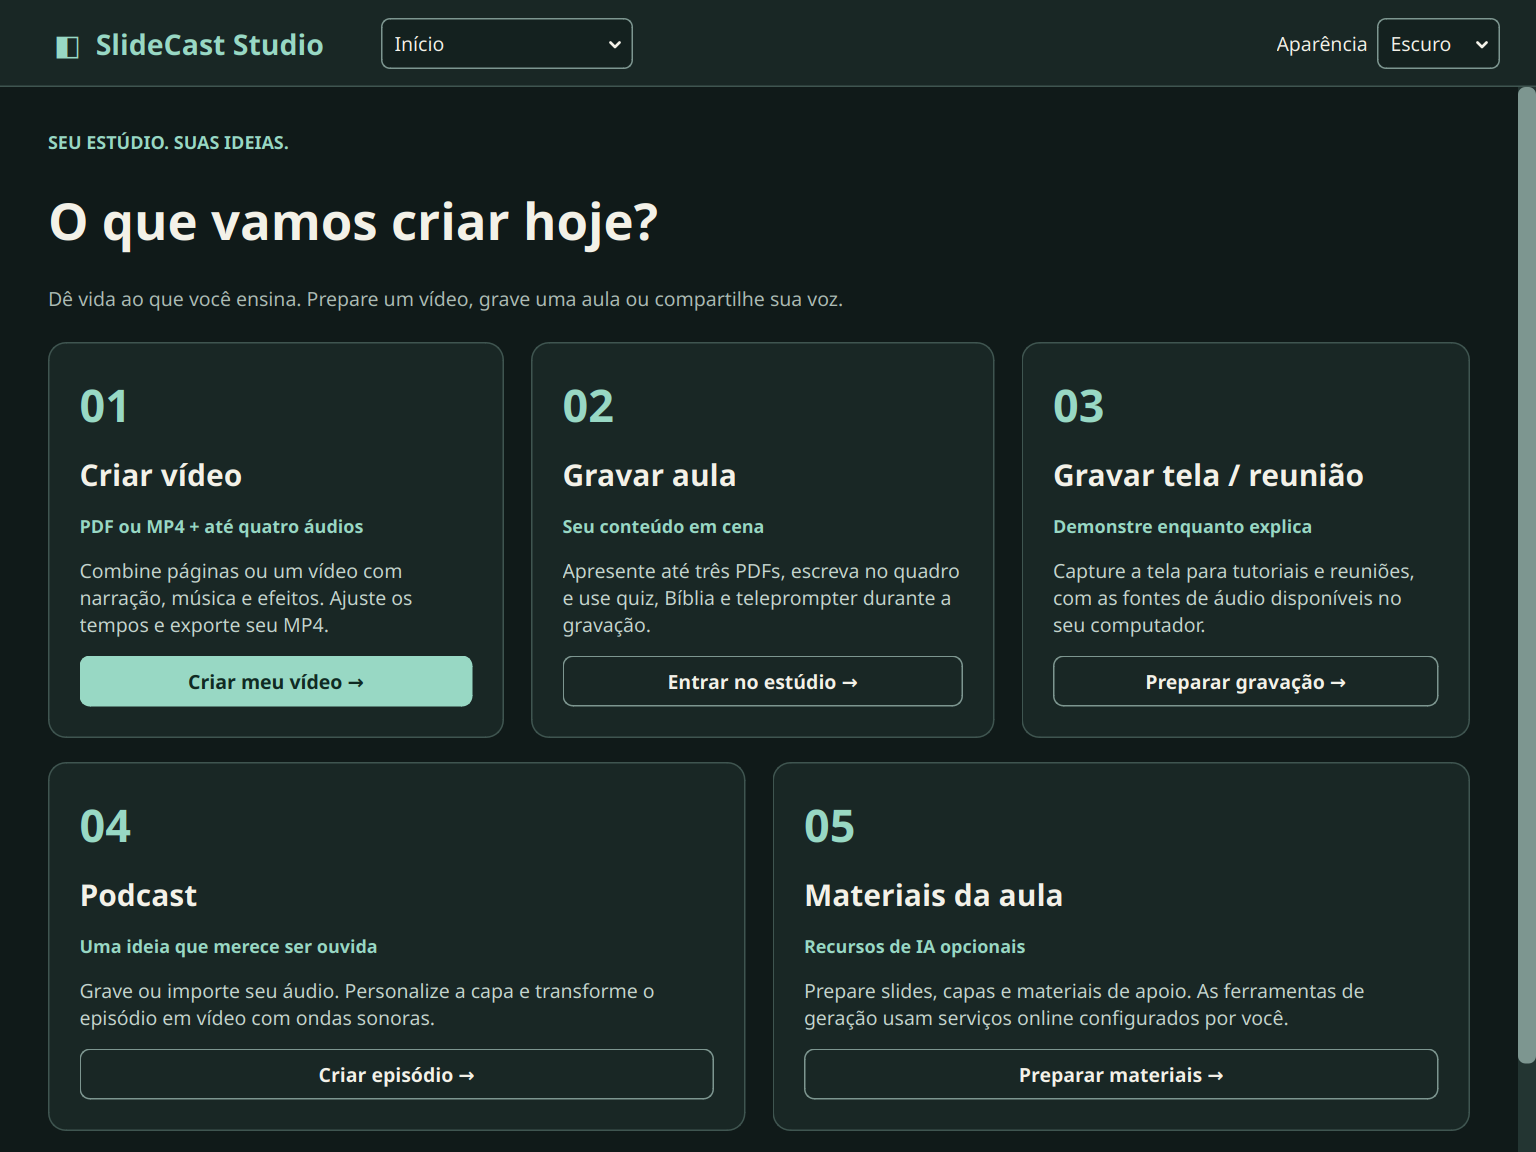 SlideCast Studio
Início
Aparência
Escuro
SEU ESTÚDIO. SUAS IDEIAS.
O que vamos criar hoje?
Dê vida ao que você ensina. Prepare um vídeo, grave uma aula ou compartilhe sua voz.
01
Criar vídeo
PDF ou MP4 + até quatro áudios
Combine páginas ou um vídeo com
narração, música e efeitos. Ajuste os
tempos e exporte seu MP4.
Criar meu vídeo →
02
Gravar aula
Seu conteúdo em cena
Apresente até três PDFs, escreva no quadro
e use quiz, Bíblia e teleprompter durante a
gravação.
Entrar no estúdio →
03
Gravar tela / reunião
Demonstre enquanto explica
Capture a tela para tutoriais e reuniões,
com as fontes de áudio disponíveis no
seu computador.
Preparar gravação →
04
Podcast
Uma ideia que merece ser ouvida
Grave ou importe seu áudio. Personalize a capa e transforme o
episódio em vídeo com ondas sonoras.
Criar episódio →
05
Materiais da aula
Recursos de IA opcionais
Prepare slides, capas e materiais de apoio. As ferramentas de
geração usam serviços online configurados por você.
Preparar materiais →